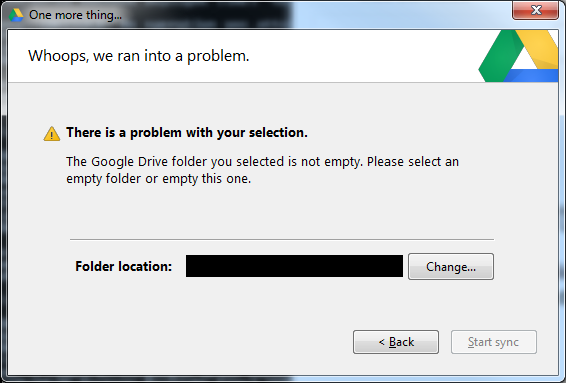 One more thing...
Whoops, we ran into a problem.
There is a problem with your selection.
The Google Drive folder you selected is not empty. Please select an
empty folder or empty this one.
Folder location:
Change...
< Back
Start sync